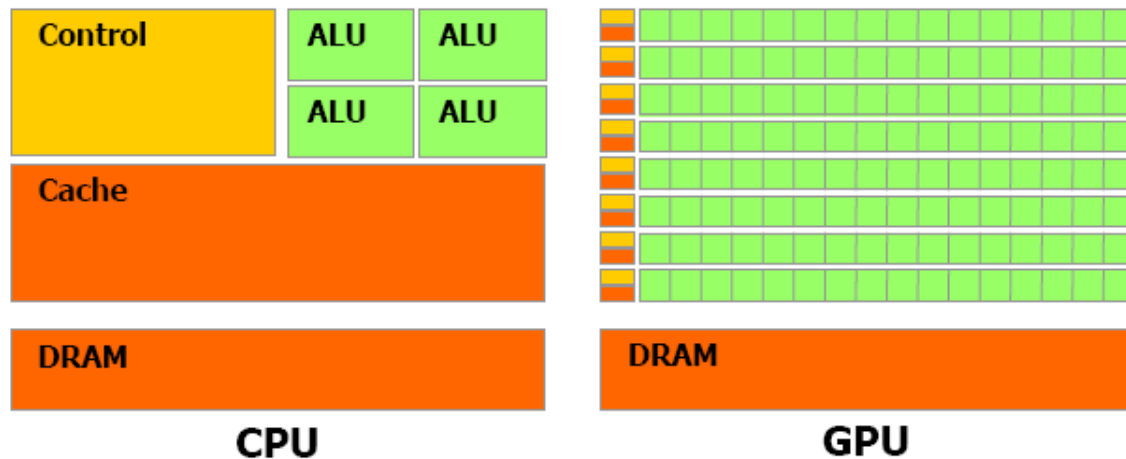 Control
ALU ALU
ALU ALU
Cache
DRAM
CPU
DRAM
GPU